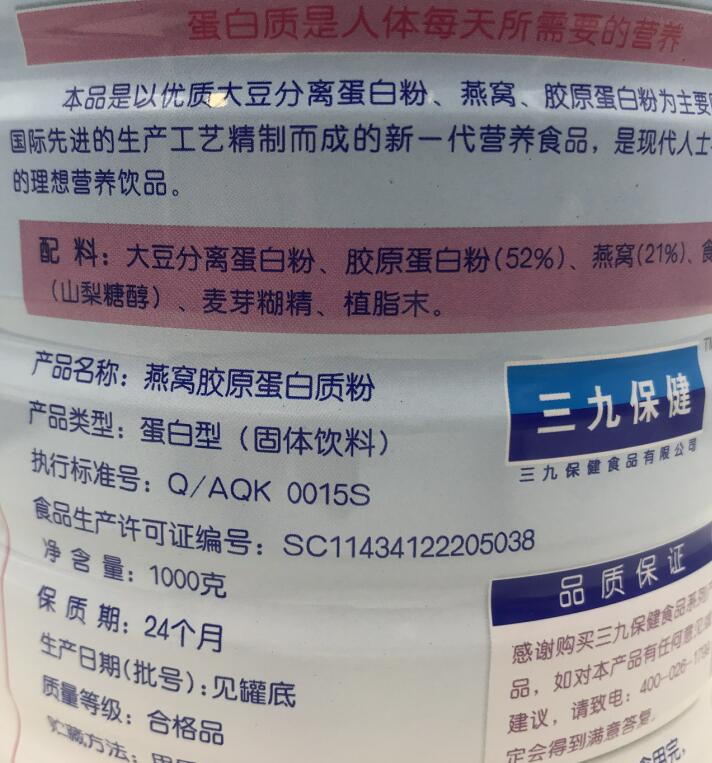 蛋白质是人体每天所需要的营养
本品是以优质大豆分离蛋白粉、燕窝、胶原蛋白粉为主要
国际先进的生产工艺精制而成的新一代营养食品，是现代人士
的理想营养饮品。
配料：大豆分离蛋白粉、胶原蛋白粉(52%)、燕窝(21%)、食
（山梨糖醇）、麦芽糊精、植脂末。
产品名称：燕窝胶原蛋白质粉
产品类型：蛋白型（固体饮料）
执行标准号：Q/AQK 0015S
食品生产许可证编号：SC11434122205038
净含量：1000克
保质期：24个月
生产日期(批号)：见罐底
质量等级：合格品
贮藏方法：
TM
三九保健
三九保健食品有限公司
品质保证
感谢购买三九保健食品系列
品，如对本产品有任何意见
建议，请致电：400-026-17
定会得到满意答复。
食用完，